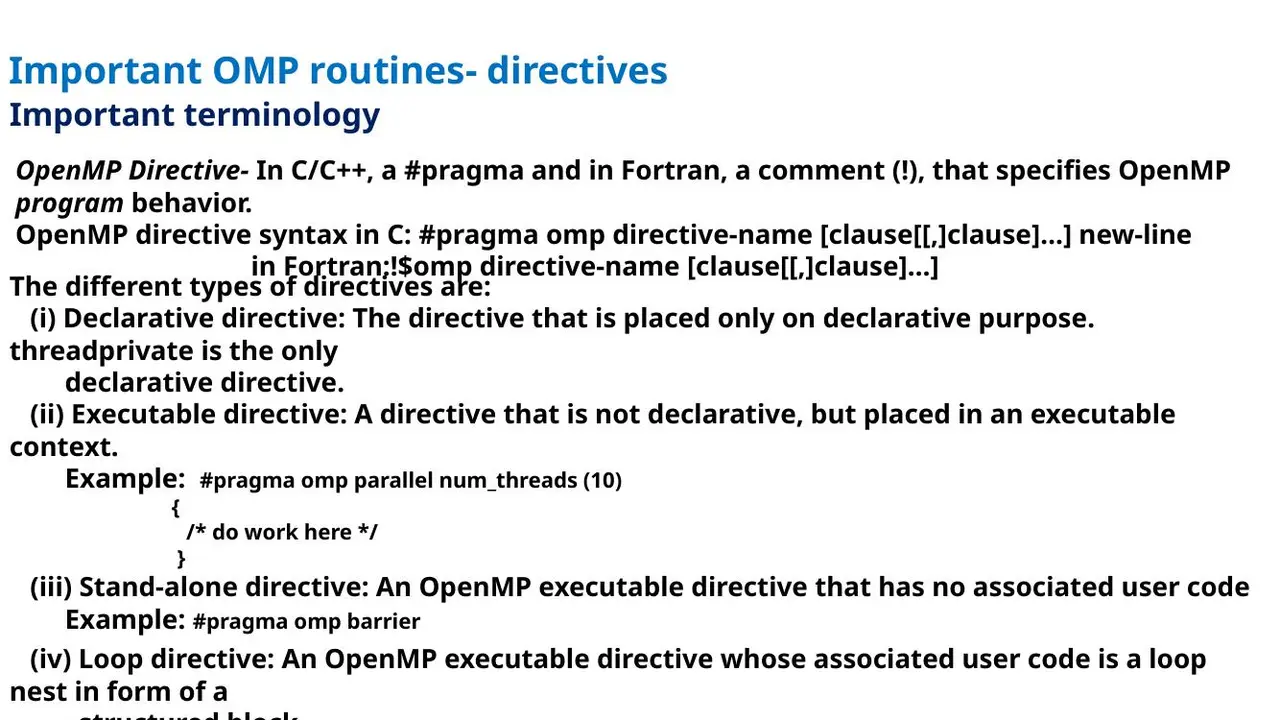 Important OMP routines- directives
Important terminology
OpenMP Directive- In C/C++, a #pragma and in Fortran, a comment (!), that specifies OpenMP
program behavior.
OpenMP directive syntax in C: #pragma omp directive-name [clause[[,]clause]...] new-line
in Fortran;!$omp directive-name [clause[[,]clause]...]
The different types of directives are:
(i) Declarative directive: The directive that is placed only on declarative purpose.
threadprivate is the only
declarative directive.
(ii) Executable directive: A directive that is not declarative, but placed in an executable
context.
Example: #pragma omp parallel num_threads (10)
{
/* do work here */
}
(iii) Stand-alone directive: An OpenMP executable directive that has no associated user code
Example: #pragma omp barrier
(iv) Loop directive: An OpenMP executable directive whose associated user code is a loop
nest in form of a
structured block